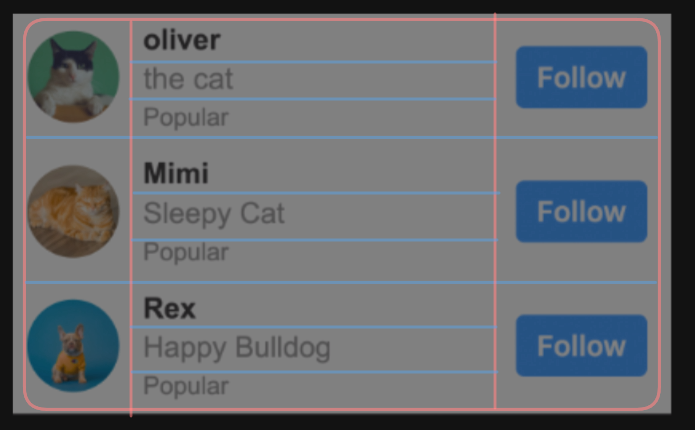 oliver
the cat
Popular
Follow
Mimi
Sleepy Cat
Popular
Follow
Rex
Happy Bulldog
Popular
Follow